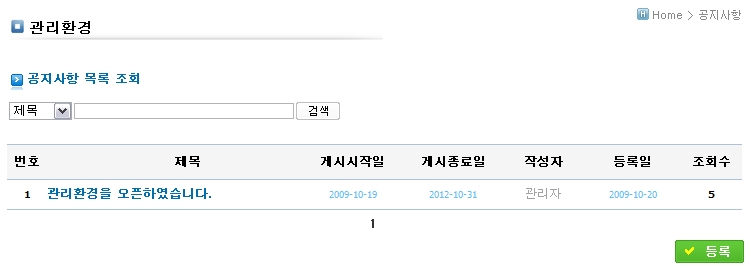 Home > 공지사항
관리환경
공지사항 목록 조회
제목 검색
번호 제목 게시시작일 게시종료일 작성자 등록일 조회수
1 관리환경을 오픈하였습니다. 2009-10-19 2012-10-31 관리자 2009-10-20 5
1
등록